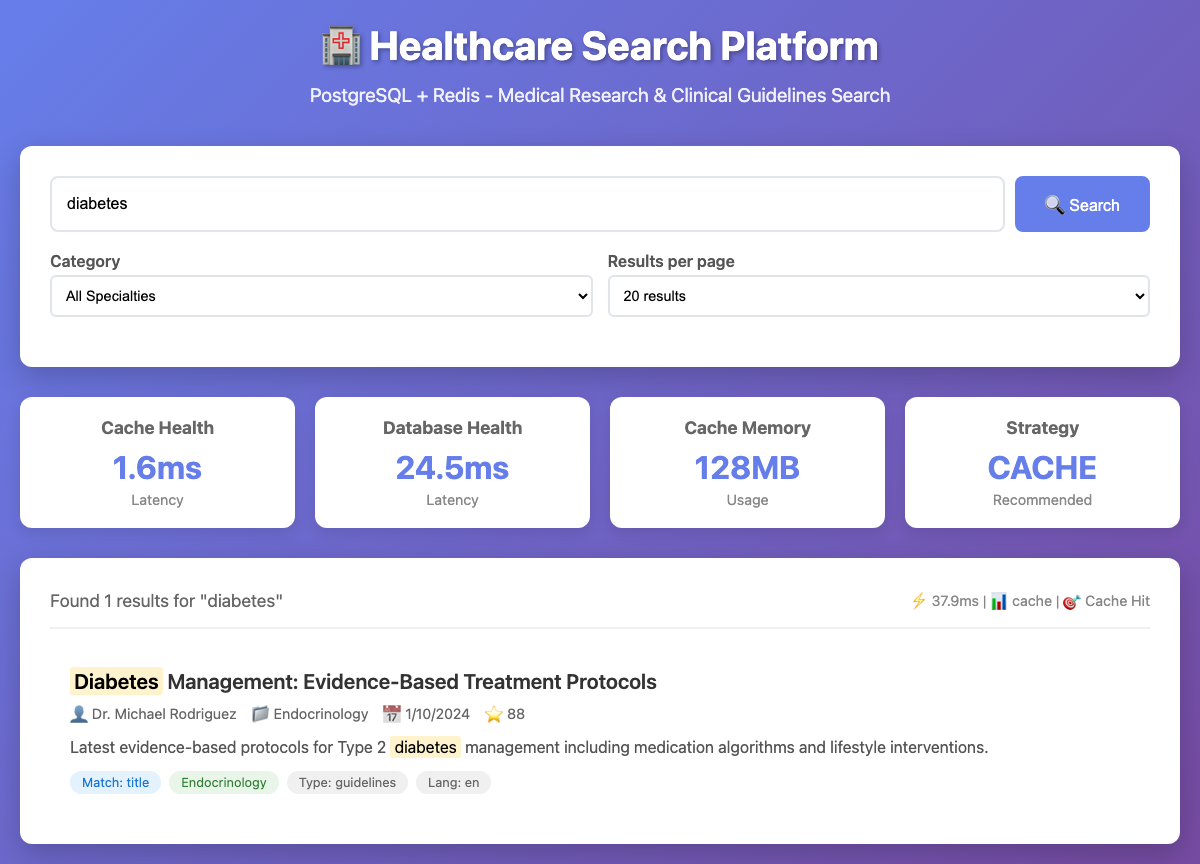 🏥 Healthcare Search Platform
PostgreSQL + Redis - Medical Research & Clinical Guidelines Search
diabetes
🔍 Search
Category
Results per page
All Specialties
20 results
Cache Health
1.6ms
Latency
Database Health
24.5ms
Latency
Cache Memory
128MB
Usage
Strategy
CACHE
Recommended
Found 1 results for "diabetes"
⚡ 37.9ms | 📊 cache | 🎯 Cache Hit
Diabetes Management: Evidence-Based Treatment Protocols
👤 Dr. Michael Rodriguez 📁 Endocrinology 📅 1/10/2024 ⭐ 88
Latest evidence-based protocols for Type 2 diabetes management including medication algorithms and lifestyle interventions.
Match: title Endocrinology Type: guidelines Lang: en